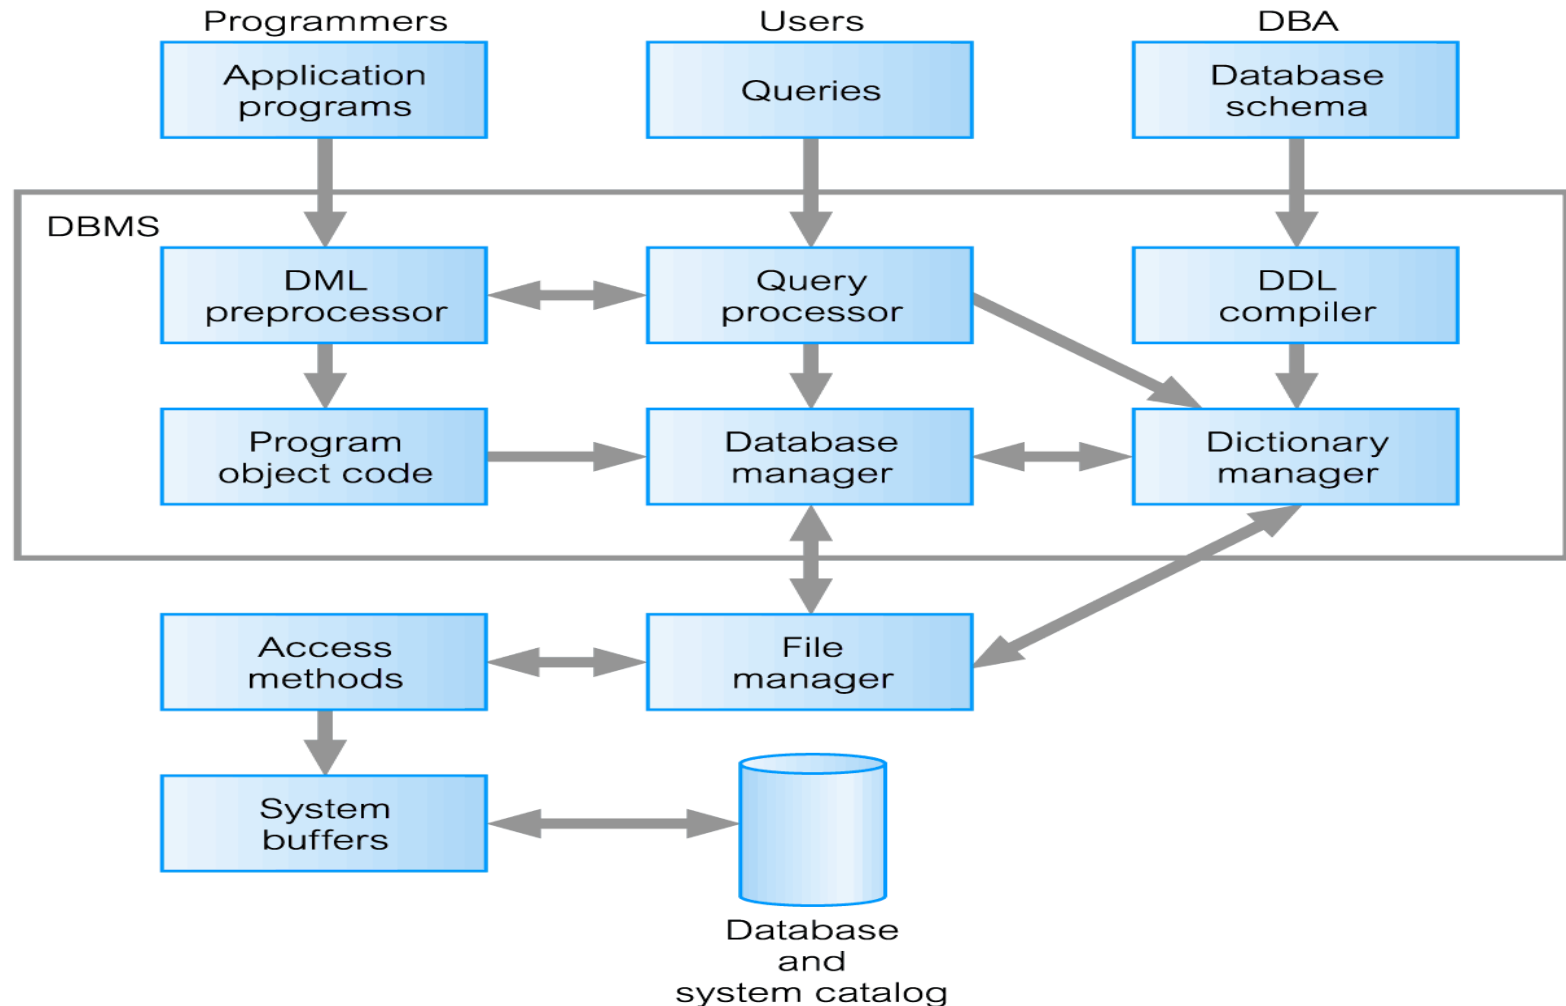 Programmers
Users
DBA
Application
programs
Queries
Database
schema
DBMS
DML
preprocessor
Query
processor
DDL
compiler
Program
object code
Database
manager
Dictionary
manager
Access
methods
File
manager
System
buffers
Database
and
system catalog